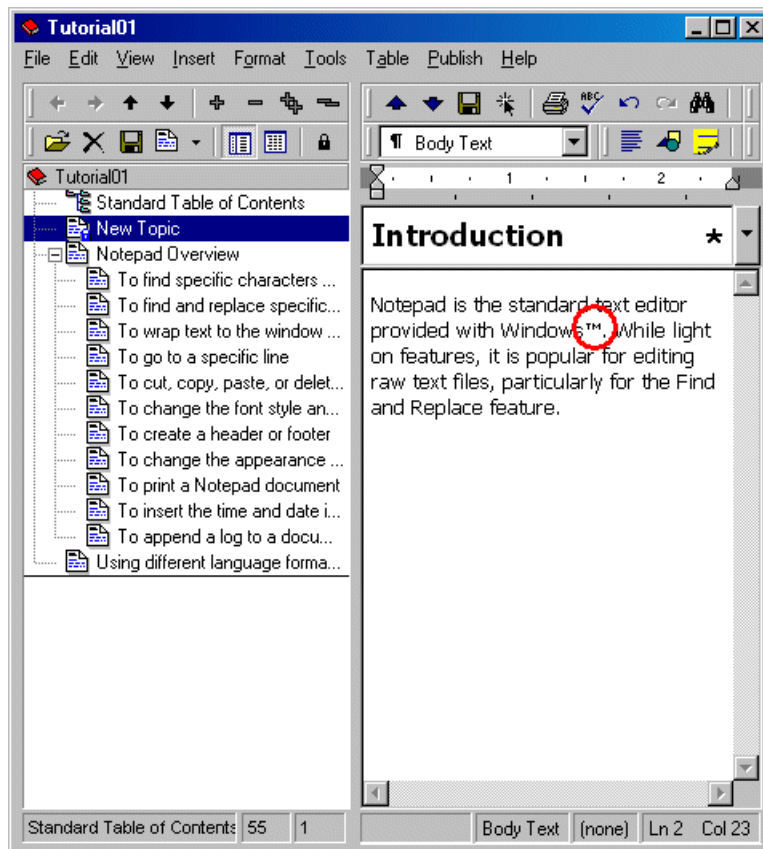 Tutorial01
File Edit View Insert Format Tools Table Publish Help
ABC
¶ Body Text
Tutorial01
1 2
Standard Table of Contents
New Topic
Introduction *
Notepad Overview
To find specific characters ...
To find and replace specific...
To wrap text to the window ...
To go to a specific line
To cut, copy, paste, or delet...
To change the font style an...
To create a header or footer
To change the appearance ...
To print a Notepad document
To insert the time and date i...
To append a log to a docu...
Using different language forma...
Notepad is the standard text editor
provided with Windows™. While light
on features, it is popular for editing
raw text files, particularly for the Find
and Replace feature.
Standard Table of Contents 55 1
Body Text (none) Ln 2 Col 23